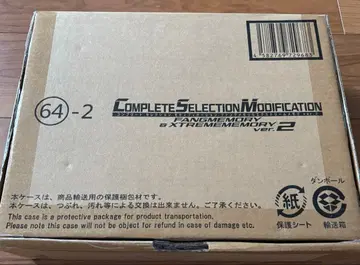 64-2
COMPLETE SELECTION MODIFICATION
FANGMEMORY
& XTREMEMEMORY
ver.2
本ケースは、商品輸送用の保護梱包材です。
本ケースは、つぶれ、汚れ等による交換は出来ません。ご了承下さい。
This case is a protective package for product transportation.
Please note this case will not be object for refund in case of damage etc.
紙
保護シート
ダンボール
輸送箱